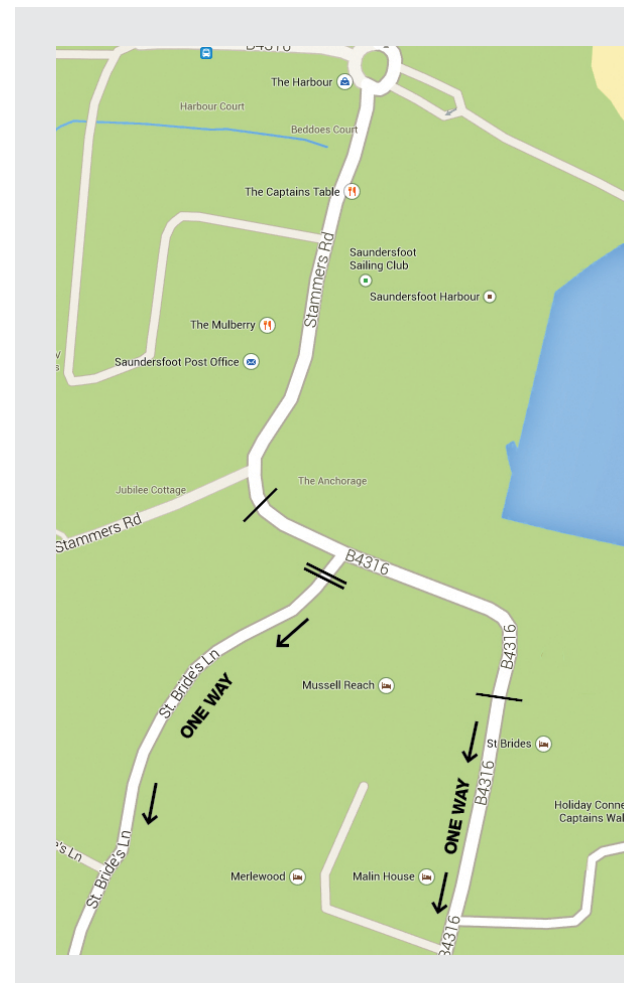 B4316
The Harbour
Harbour Court
Beddoes Court
The Captains Table
Stammers Rd
Saundersfoot
Sailing Club
Saundersfoot Harbour
The Mulberry
Saundersfoot Post Office
Jubilee Cottage
The Anchorage
Stammers Rd
B4316
B4316
St. Bride's Ln
ONE WAY
Mussell Reach
St Brides
B4316
ONE WAY
Holiday Conne
Captains Wal
's Ln
St. Bride's Ln
Merlewood
Malin House
B4316